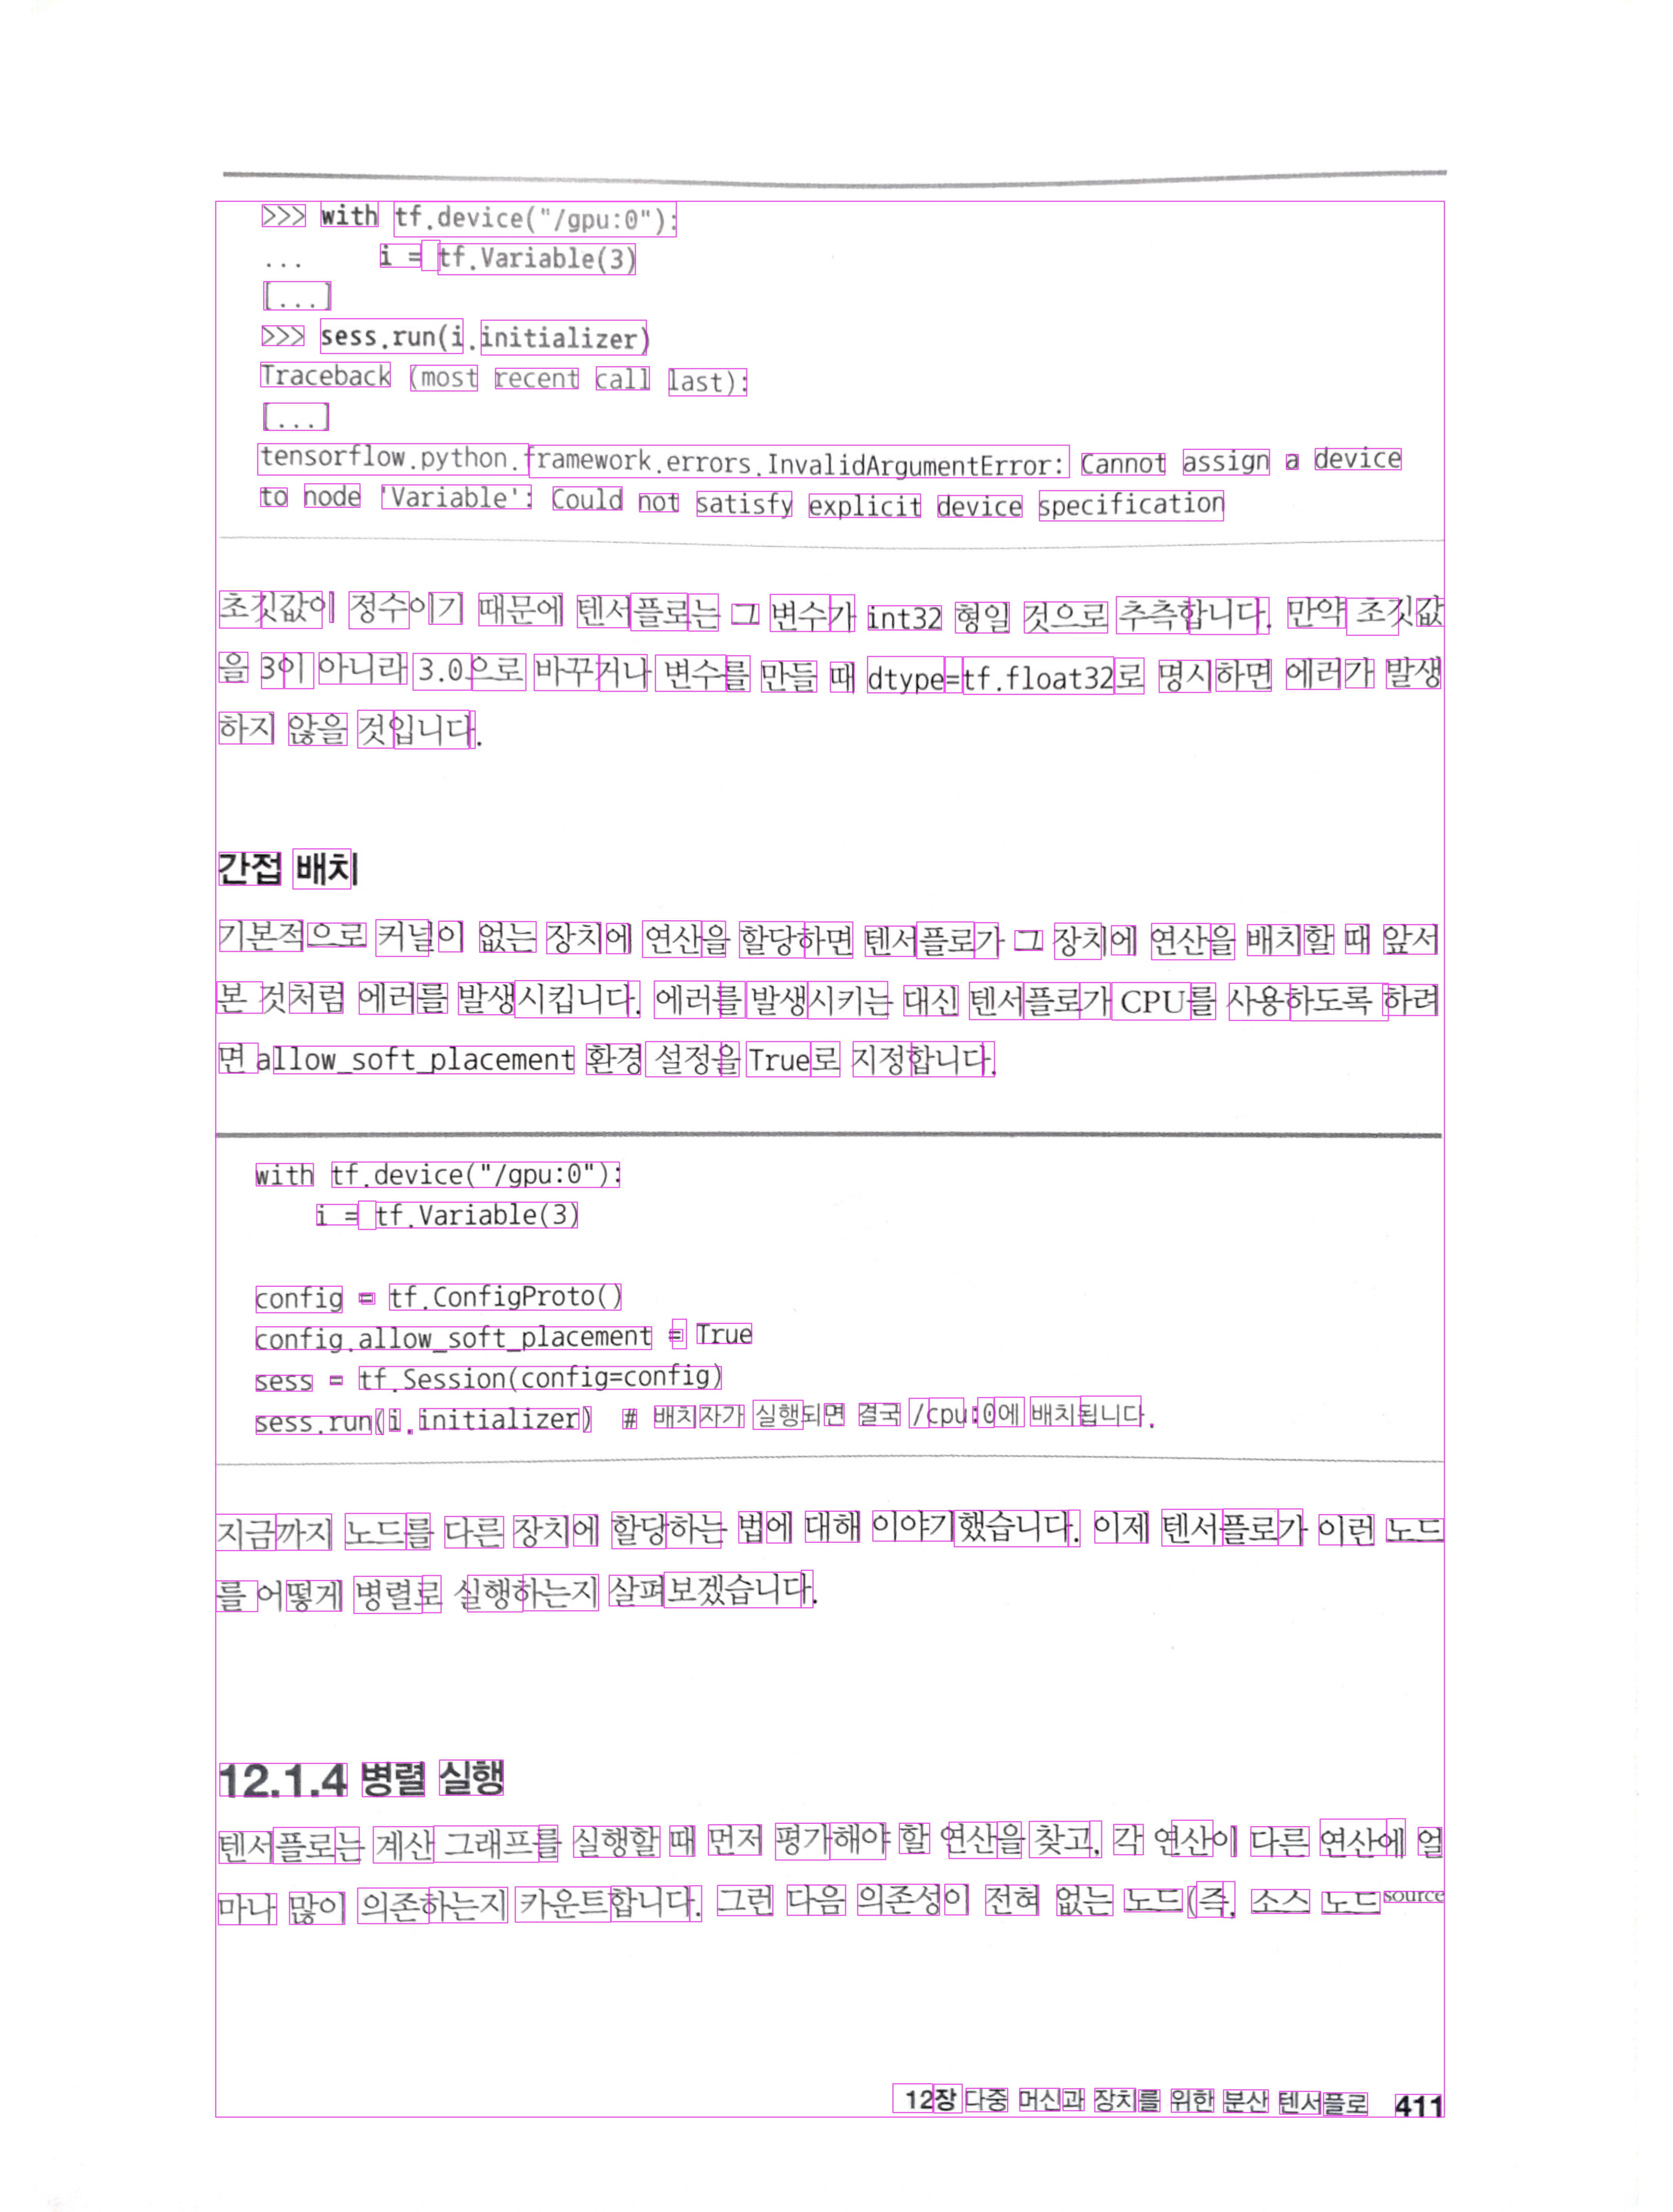 >>> with tf.device("/gpu:0"):
...     i = tf.Variable(3)
[...]
>>> sess.run(i.initializer)
Traceback (most recent call last):
[...]
tensorflow.python.framework.errors.InvalidArgumentError: Cannot assign a device
to node 'Variable': Could not satisfy explicit device specification
초깃값이 정수이기 때문에 텐서플로는 그 변수가 int32 형일 것으로 추측합니다. 만약 초깃값
을 3이 아니라 3.0으로 바꾸거나 변수를 만들 때 dtype=tf.float32로 명시하면 에러가 발생
하지 않을 것입니다.
간접 배치
기본적으로 커널이 없는 장치에 연산을 할당하면 텐서플로가 그 장치에 연산을 배치할 때 앞서
본 것처럼 에러를 발생시킵니다. 에러를 발생시키는 대신 텐서플로가 CPU를 사용하도록 하려
면 allow_soft_placement 환경 설정을 True로 지정합니다.
with tf.device("/gpu:0"):
    i = tf.Variable(3)
config = tf.ConfigProto()
config.allow_soft_placement = True
sess = tf.Session(config=config)
sess.run(i.initializer)  # 배치자가 실행되면 결국 /cpu:0에 배치됩니다.
지금까지 노드를 다른 장치에 할당하는 법에 대해 이야기했습니다. 이제 텐서플로가 이런 노드
를 어떻게 병렬로 실행하는지 살펴보겠습니다.
12.1.4 병렬 실행
텐서플로는 계산 그래프를 실행할 때 먼저 평가해야 할 연산을 찾고, 각 연산이 다른 연산에 얼
마나 많이 의존하는지 카운트합니다. 그런 다음 의존성이 전혀 없는 노드(즉, 소스 노드source
12장 다중 머신과 장치를 위한 분산 텐서플로 411